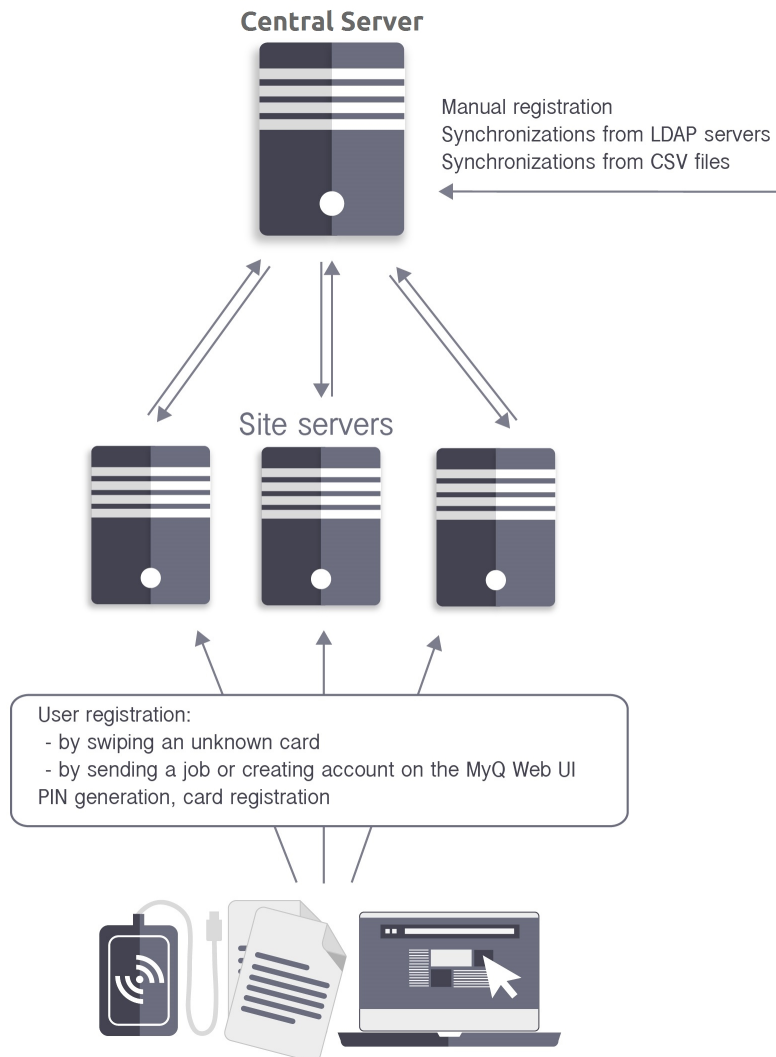 Central Server
Manual registration
Synchronizations from LDAP servers
Synchronizations from CSV files
Site servers
User registration:
- by swiping an unknown card
- by sending a job or creating account on the MyQ Web UI
PIN generation, card registration